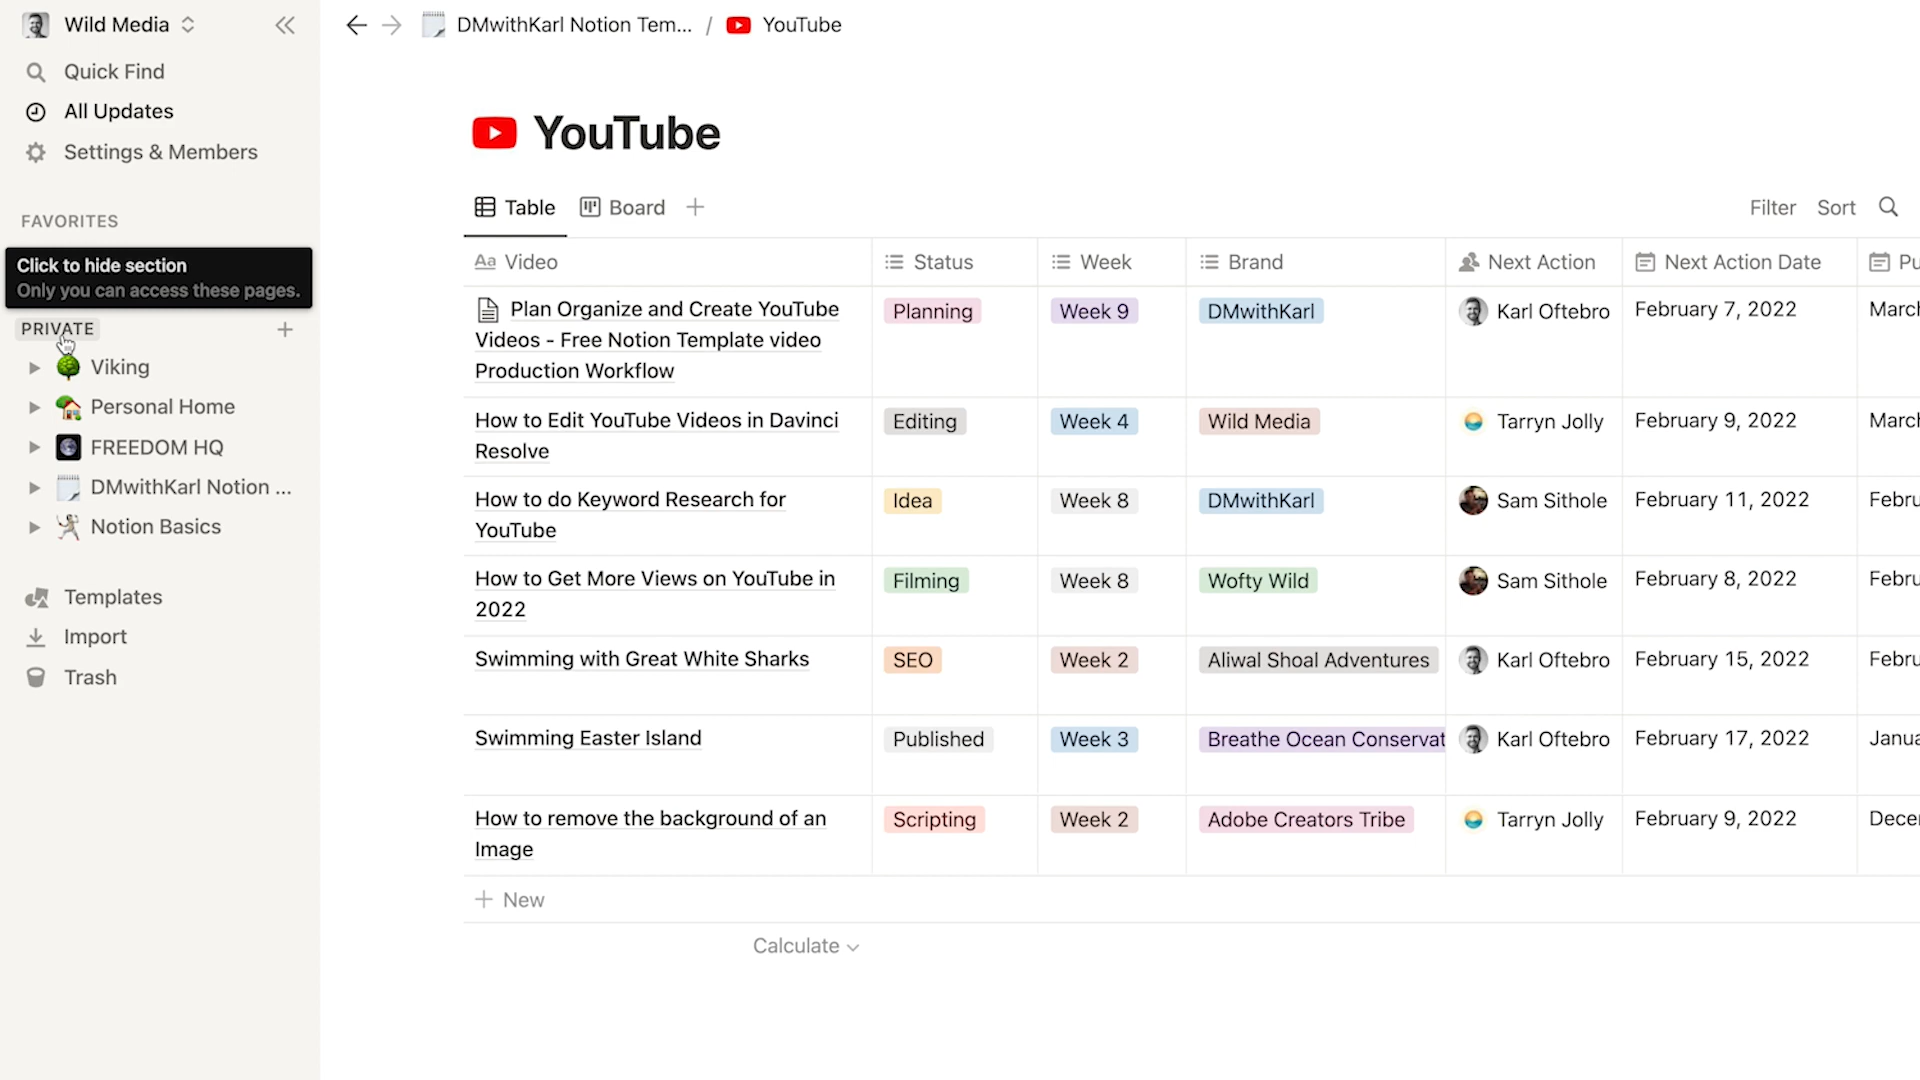 Wild Media
DMwithKarl Notion Tem... / YouTube
Quick Find
All Updates
Settings & Members
FAVORITES
Click to hide section
Only you can access these pages.
PRIVATE
Viking
Personal Home
FREEDOM HQ
DMwithKarl Notion ...
Notion Basics
Templates
Import
Trash
YouTube
Table Board
Filter Sort
Aa Video Status Week Brand Next Action Next Action Date Pu
Plan Organize and Create YouTube
Videos - Free Notion Template video
Production Workflow
Planning Week 9 DMwithKarl Karl Oftebro February 7, 2022 March
How to Edit YouTube Videos in Davinci
Resolve
Editing Week 4 Wild Media Tarryn Jolly February 9, 2022 March
How to do Keyword Research for
YouTube
Idea Week 8 DMwithKarl Sam Sithole February 11, 2022 Febru
How to Get More Views on YouTube in
2022
Filming Week 8 Wofty Wild Sam Sithole February 8, 2022 Febru
Swimming with Great White Sharks SEO Week 2 Aliwal Shoal Adventures Karl Oftebro February 15, 2022 Febru
Swimming Easter Island Published Week 3 Breathe Ocean Conservat Karl Oftebro February 17, 2022 Janua
How to remove the background of an
Image
Scripting Week 2 Adobe Creators Tribe Tarryn Jolly February 9, 2022 Decem
New
Calculate